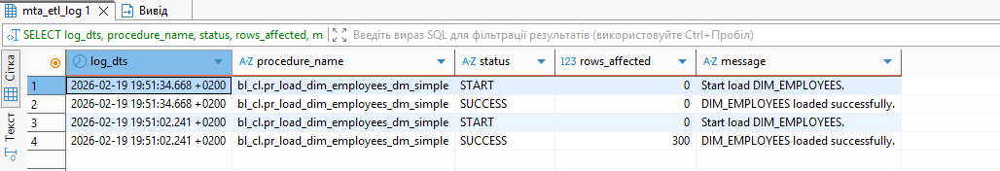 mta_etl_log 1 Вивід
SELECT log_dts, procedure_name, status, rows_affected, m Введіть вираз SQL для фільтрації результатів (використовуйте Ctrl+Пробіл)
Сітка
Текст
log_dts A-Z procedure_name A-Z status 123 rows_affected A-Z message
1 2026-02-19 19:51:34.668 +0200 bl_cl.pr_load_dim_employees_dm_simple START 0 Start load DIM_EMPLOYEES.
2 2026-02-19 19:51:34.668 +0200 bl_cl.pr_load_dim_employees_dm_simple SUCCESS 0 DIM_EMPLOYEES loaded successfully.
3 2026-02-19 19:51:02.241 +0200 bl_cl.pr_load_dim_employees_dm_simple START 0 Start load DIM_EMPLOYEES.
4 2026-02-19 19:51:02.241 +0200 bl_cl.pr_load_dim_employees_dm_simple SUCCESS 300 DIM_EMPLOYEES loaded successfully.